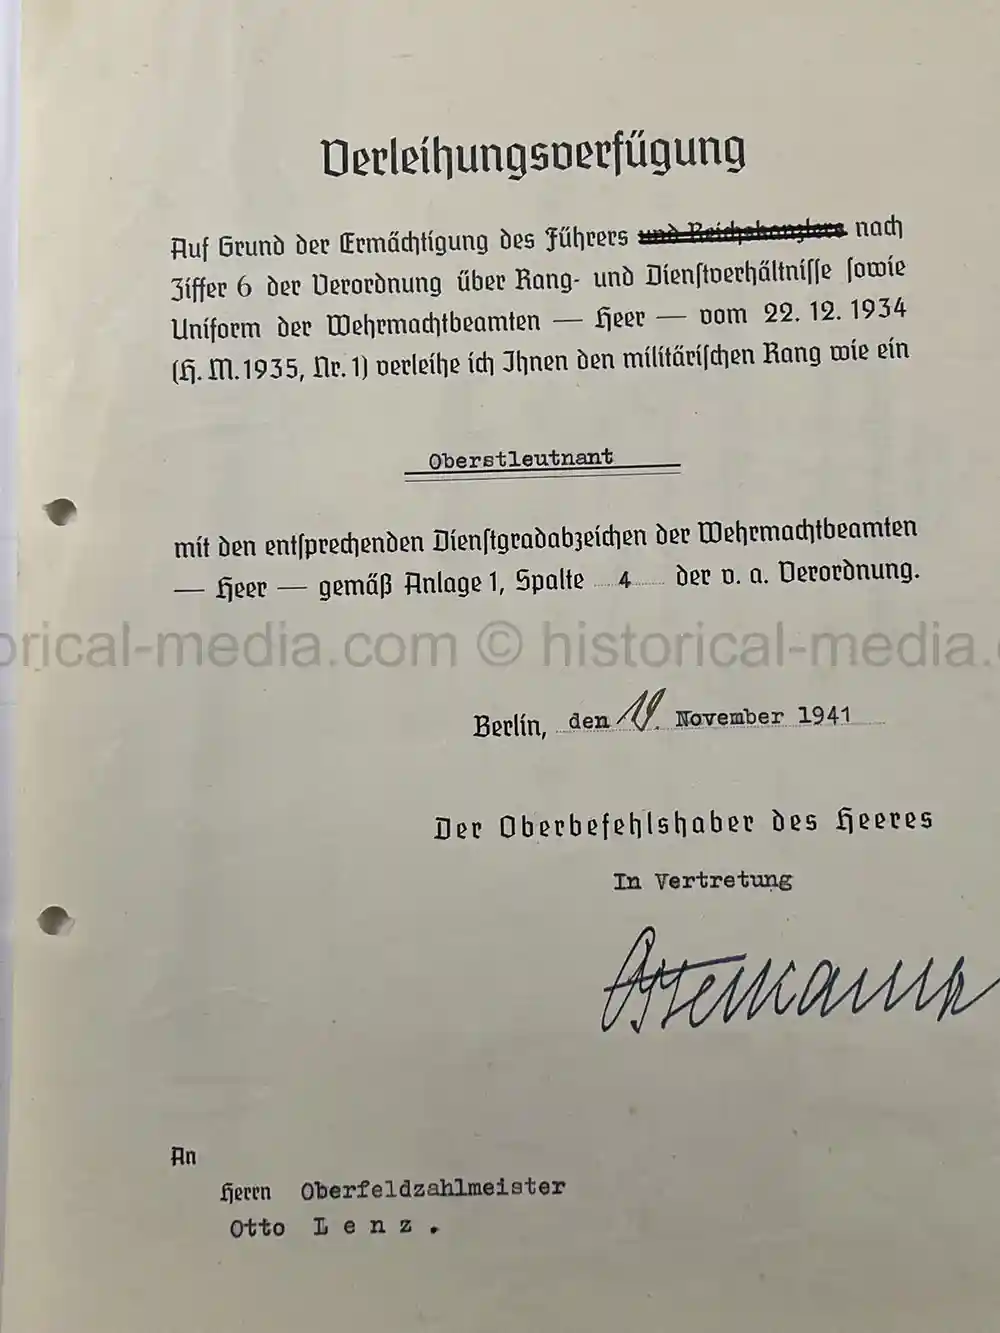 Verleihungsverfügung
Auf Grund der Ermächtigung des Führers und Reichskanzlers nach
Ziffer 6 der Verordnung über Rang- und Dienstverhältnisse sowie
Uniform der Wehrmachtbeamten — Heer — vom 22. 12. 1934
(H. M. 1935, Nr. 1) verleihe ich Ihnen den militärischen Rang wie ein
Oberstleutnant
mit den entsprechenden Dienstgradabzeichen der Wehrmachtbeamten
— Heer — gemäß Anlage 1, Spalte 4 der v. a. Verordnung.
orical-media.com © historical-media.
Berlin, den 19. November 1941
Der Oberbefehlshaber des Heeres
In Vertretung
Osterkamp
An
Herrn Oberfeldzahlmeister
Otto Lenz.